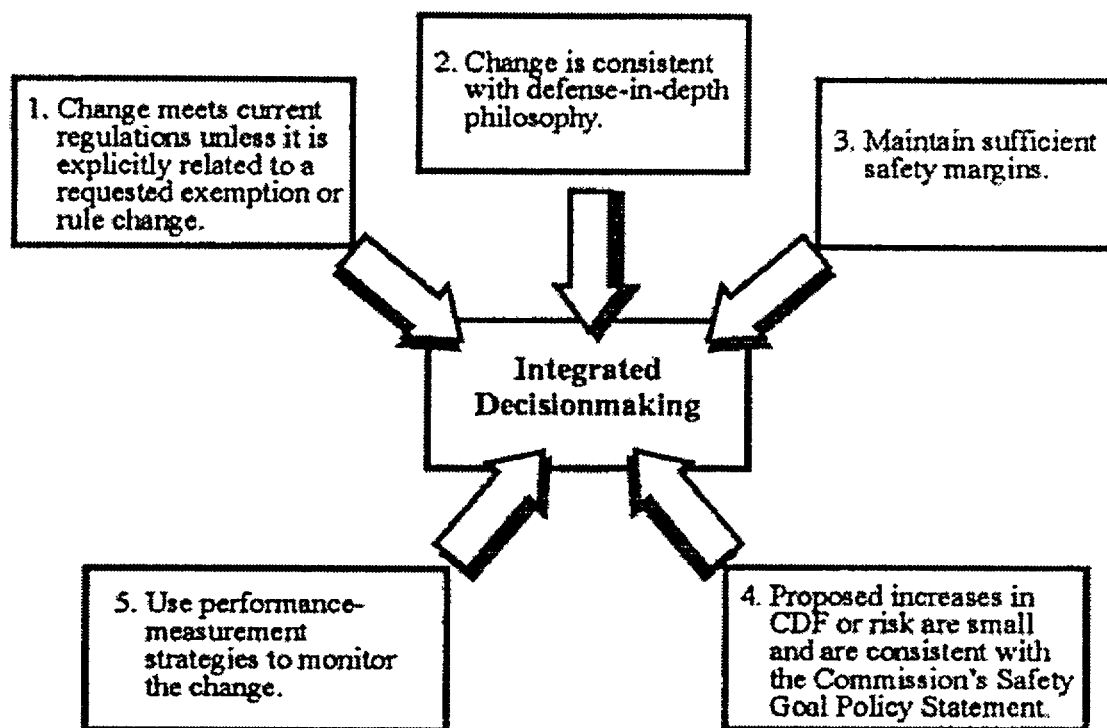 1. Change meets current
regulations unless it is
explicitly related to a
requested exemption or
rule change.
2. Change is consistent
with defense-in-depth
philosophy.
3. Maintain sufficient
safety margins.
Integrated
Decisionmaking
5. Use performance-
measurement
strategies to monitor
the change.
4. Proposed increases in
CDF or risk are small
and are consistent with
the Commission's Safety
Goal Policy Statement.